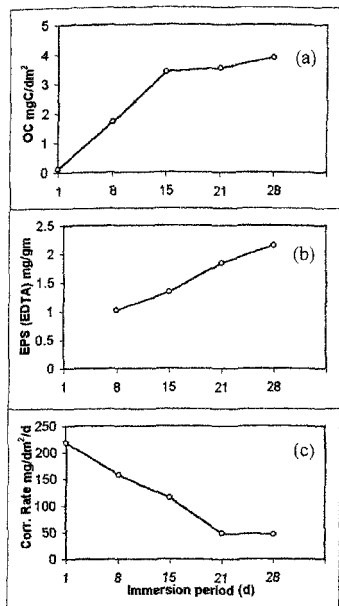 (a)
OC mgC/dm²
5
4
3
2
1
0
1 8 15 21 28
(b)
EPS (EDTA) mg/gm
2.5
2
1.5
1
0.5
0
1 8 15 21 28
(c)
Corr. Rate mg/dm²/d
250
200
150
100
50
0
1 8 15 21 28
Immersion period (d)